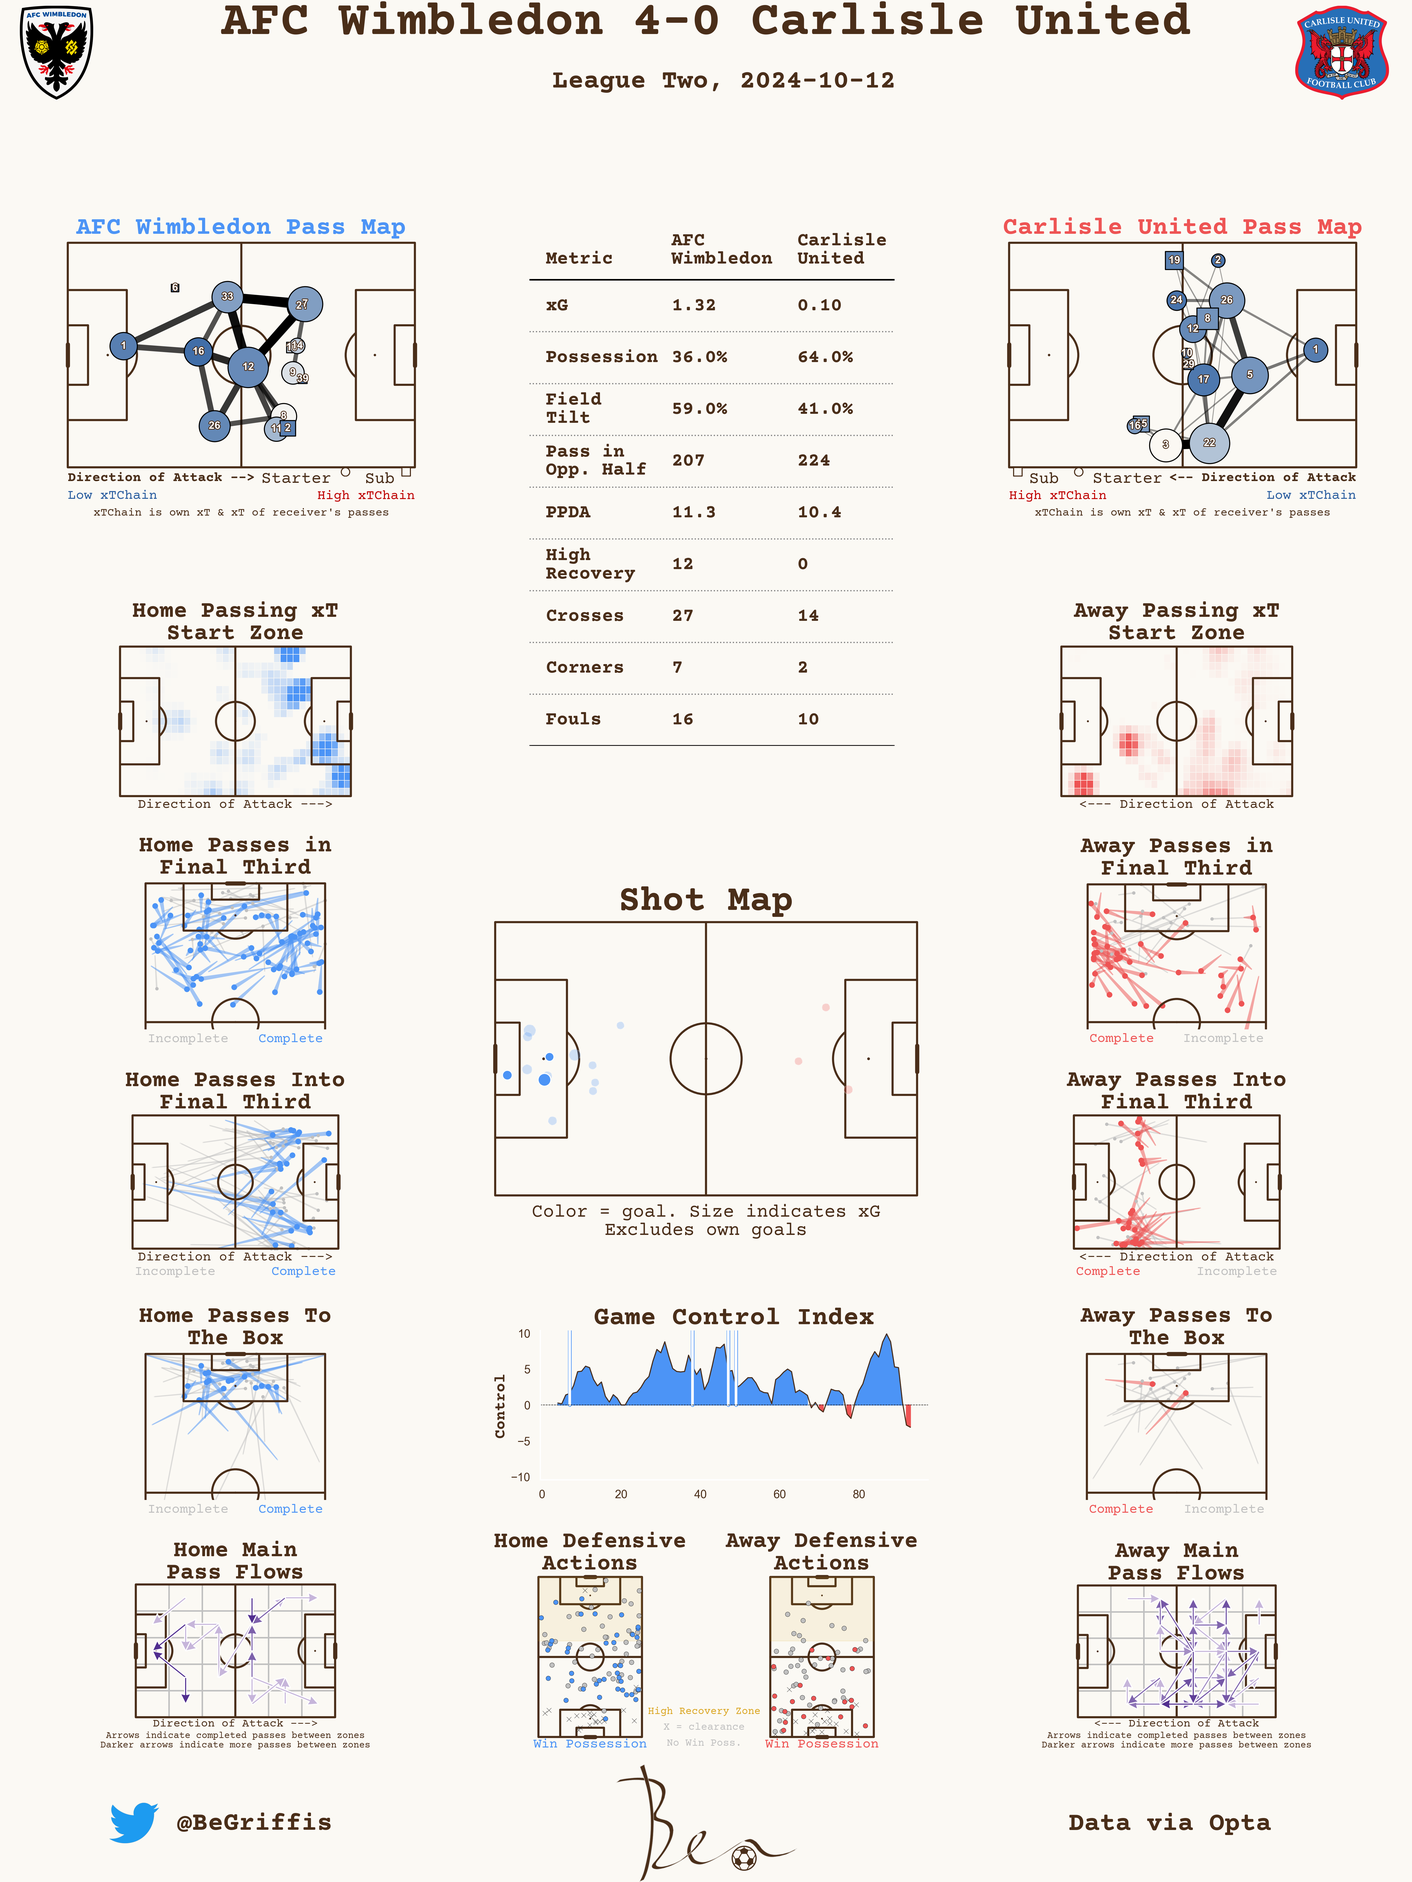 AFC WIMBLEDON
AFC Wimbledon 4-0 Carlisle United
League Two, 2024-10-12
CARLISLE UNITED
FOOTBALL CLUB
AFC Wimbledon Pass Map
1
6
33
27
16
12
14
9
39
8
11
2
26
Direction of Attack --> Starter Sub
Low xTChain High xTChain
xTChain is own xT & xT of receiver's passes
Metric AFC Wimbledon Carlisle United
xG 1.32 0.10
Possession 36.0% 64.0%
Field Tilt 59.0% 41.0%
Pass in Opp. Half 207 224
PPDA 11.3 10.4
High Recovery 12 0
Crosses 27 14
Corners 7 2
Fouls 16 10
Carlisle United Pass Map
19
2
24
26
8
12
10
29
1
17
5
16
3
22
Sub Starter <-- Direction of Attack
High xTChain Low xTChain
xTChain is own xT & xT of receiver's passes
Home Passing xT
Start Zone
Direction of Attack --->
Away Passing xT
Start Zone
<--- Direction of Attack
Home Passes in
Final Third
Incomplete Complete
Away Passes in
Final Third
Complete Incomplete
Shot Map
Color = goal. Size indicates xG
Excludes own goals
Home Passes Into
Final Third
Direction of Attack --->
Incomplete Complete
Away Passes Into
Final Third
<--- Direction of Attack
Complete Incomplete
Home Passes To
The Box
Incomplete Complete
Game Control Index
Control
10
5
0
−5
−10
0 20 40 60 80
Away Passes To
The Box
Complete Incomplete
Home Main
Pass Flows
Direction of Attack --->
Arrows indicate completed passes between zones
Darker arrows indicate more passes between zones
Home Defensive
Actions
Win Possession
High Recovery Zone
X = clearance
No Win Poss.
Away Defensive
Actions
Win Possession
Away Main
Pass Flows
<--- Direction of Attack
Arrows indicate completed passes between zones
Darker arrows indicate more passes between zones
@BeGriffis
Ben
Data via Opta